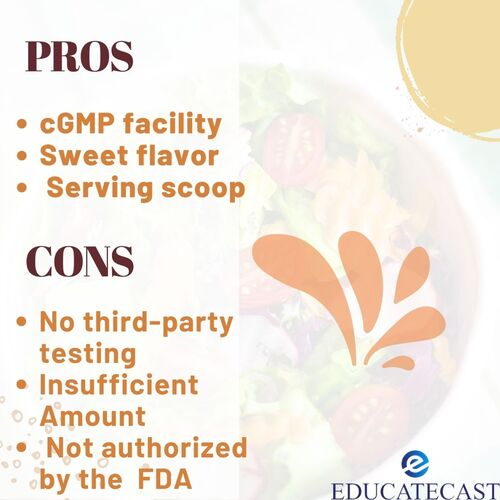 PROS
• cGMP facility
• Sweet flavor
• Serving scoop
CONS
• No third-party
testing
• Insufficient
Amount
• Not authorized
by the FDA
e
EDUCATECAST